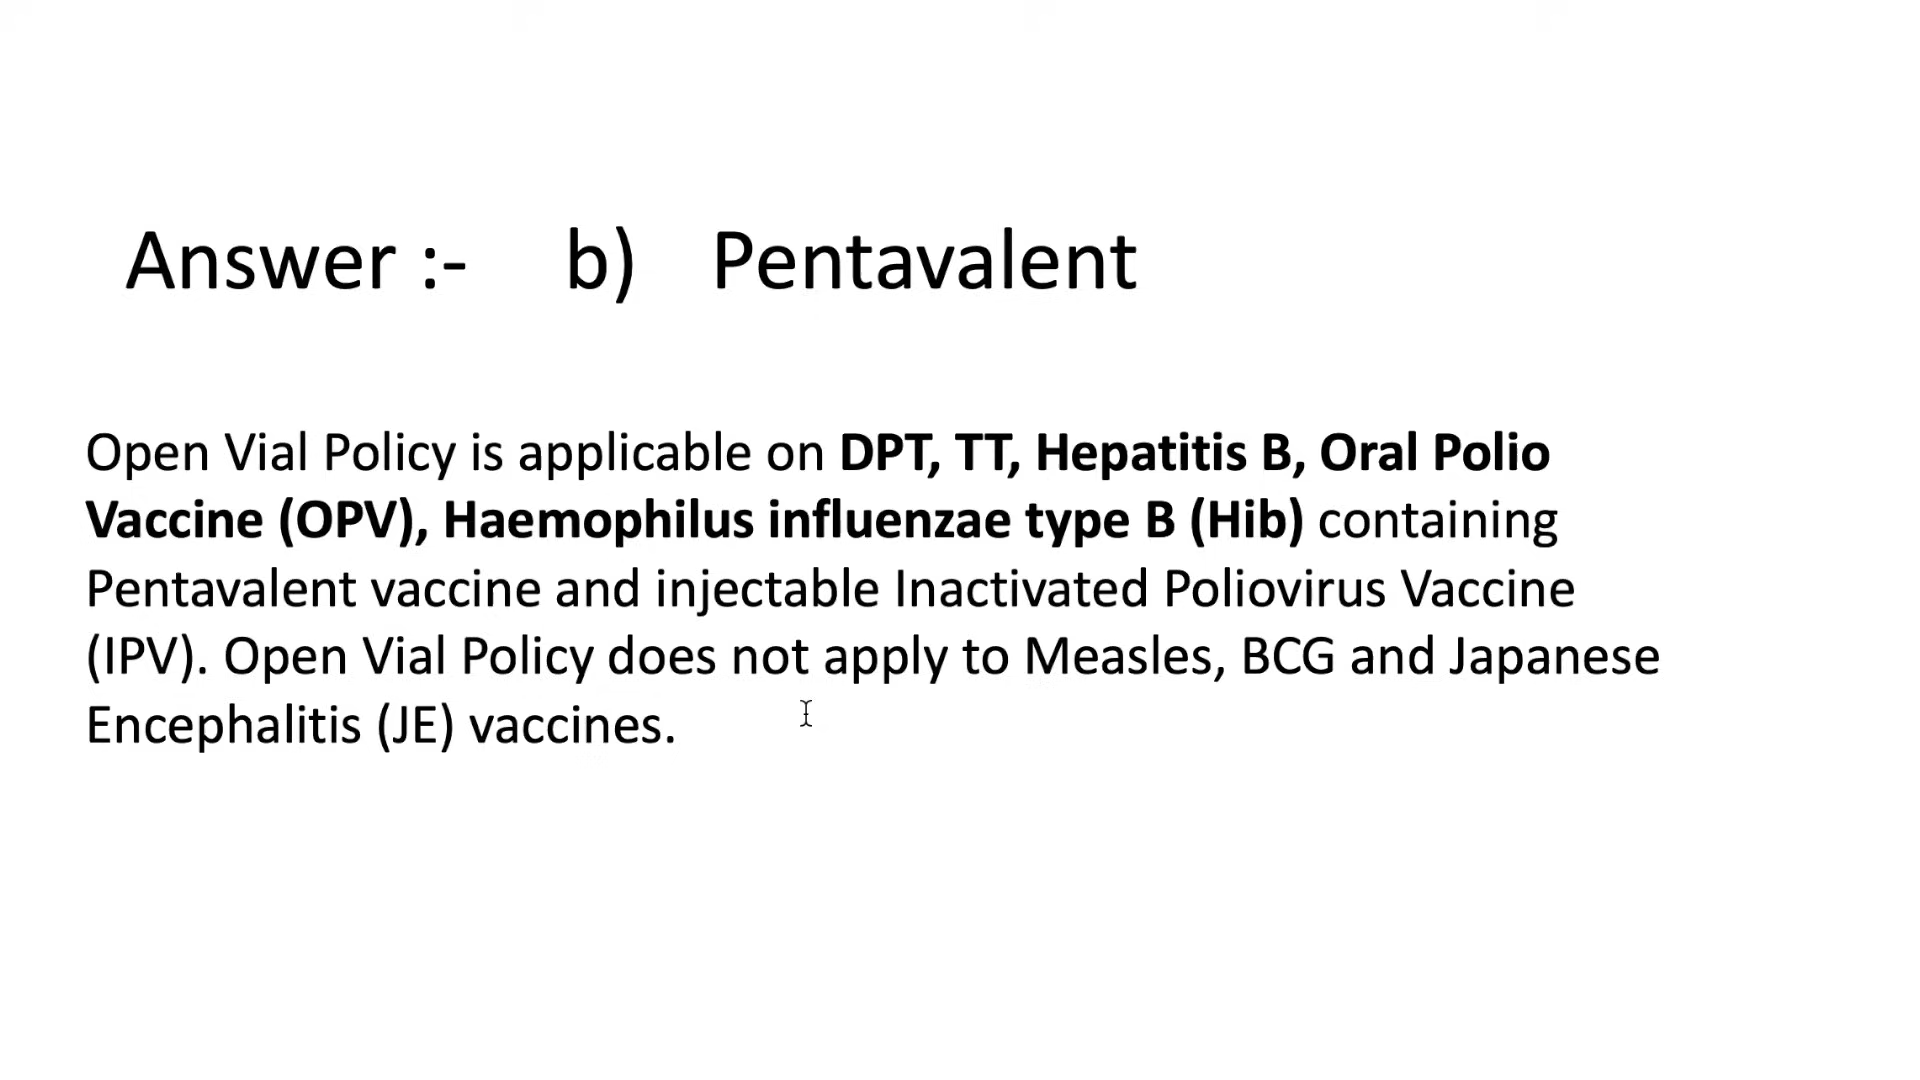 Answer :- b) Pentavalent
Open Vial Policy is applicable on DPT, TT, Hepatitis B, Oral Polio
Vaccine (OPV), Haemophilus influenzae type B (Hib) containing
Pentavalent vaccine and injectable Inactivated Poliovirus Vaccine
(IPV). Open Vial Policy does not apply to Measles, BCG and Japanese
Encephalitis (JE) vaccines.